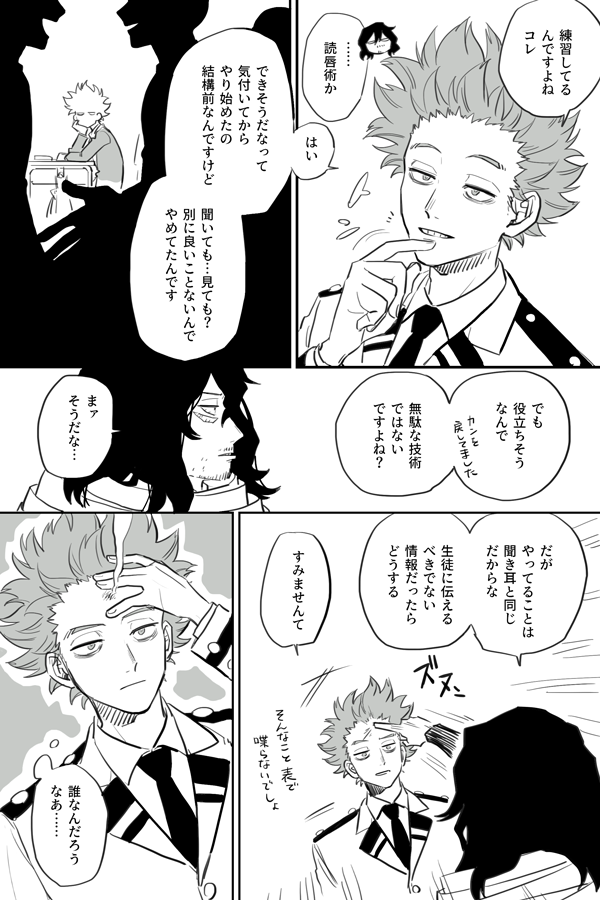 練習してる
んですよね
コレ
……
読唇術か
はい
できそうだなって
気付いてから
やり始めたの
結構前なんですけど
聞いても…見ても？
別に良いことないんで
やめてたんです
でも
役立ちそう
なんで
カンを
戻してました
無駄な技術
ではない
ですよね？
まァ
そうだな…
だが
やってることは
聞き耳と同じ
だからな
生徒に伝える
べきでない
情報だったら
どうする
ズヌン
すみませんて
そんなこと表で
喋らないでしょ
誰なんだろう
なあ……